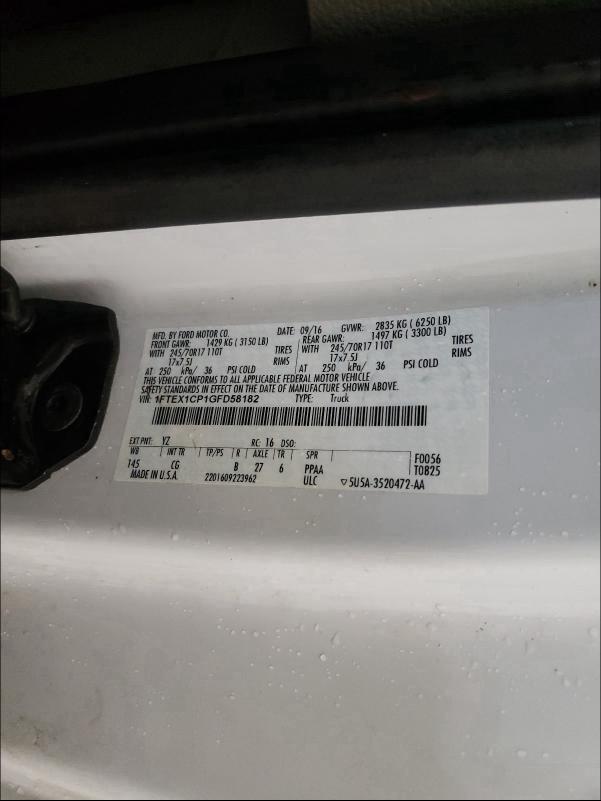 MFD. BY FORD MOTOR CO. DATE: 09/16 GVWR: 2835 KG ( 6250 LB)
FRONT GAWR: 1429 KG ( 3150 LB) REAR GAWR: 1497 KG ( 3300 LB)
WITH 245/70R17 110T TIRES WITH 245/70R17 110T TIRES
17x7.5J RIMS 17x7.5J RIMS
AT 250 kPa/ 36 PSI COLD AT 250 kPa/ 36 PSI COLD
THIS VEHICLE CONFORMS TO ALL APPLICABLE FEDERAL MOTOR VEHICLE
SAFETY STANDARDS IN EFFECT ON THE DATE OF MANUFACTURE SHOWN ABOVE.
VIN: 1FTEX1CP1GFD58182 TYPE: Truck
EXT PNT: YZ RC: 16 DSO:
WB INT TR TP/PS R AXLE TR SPR F0056
145 CG B 27 6 PPAA T0825
MADE IN U.S.A. 2201609223962 ULC ▽5U5A-3520472-AA